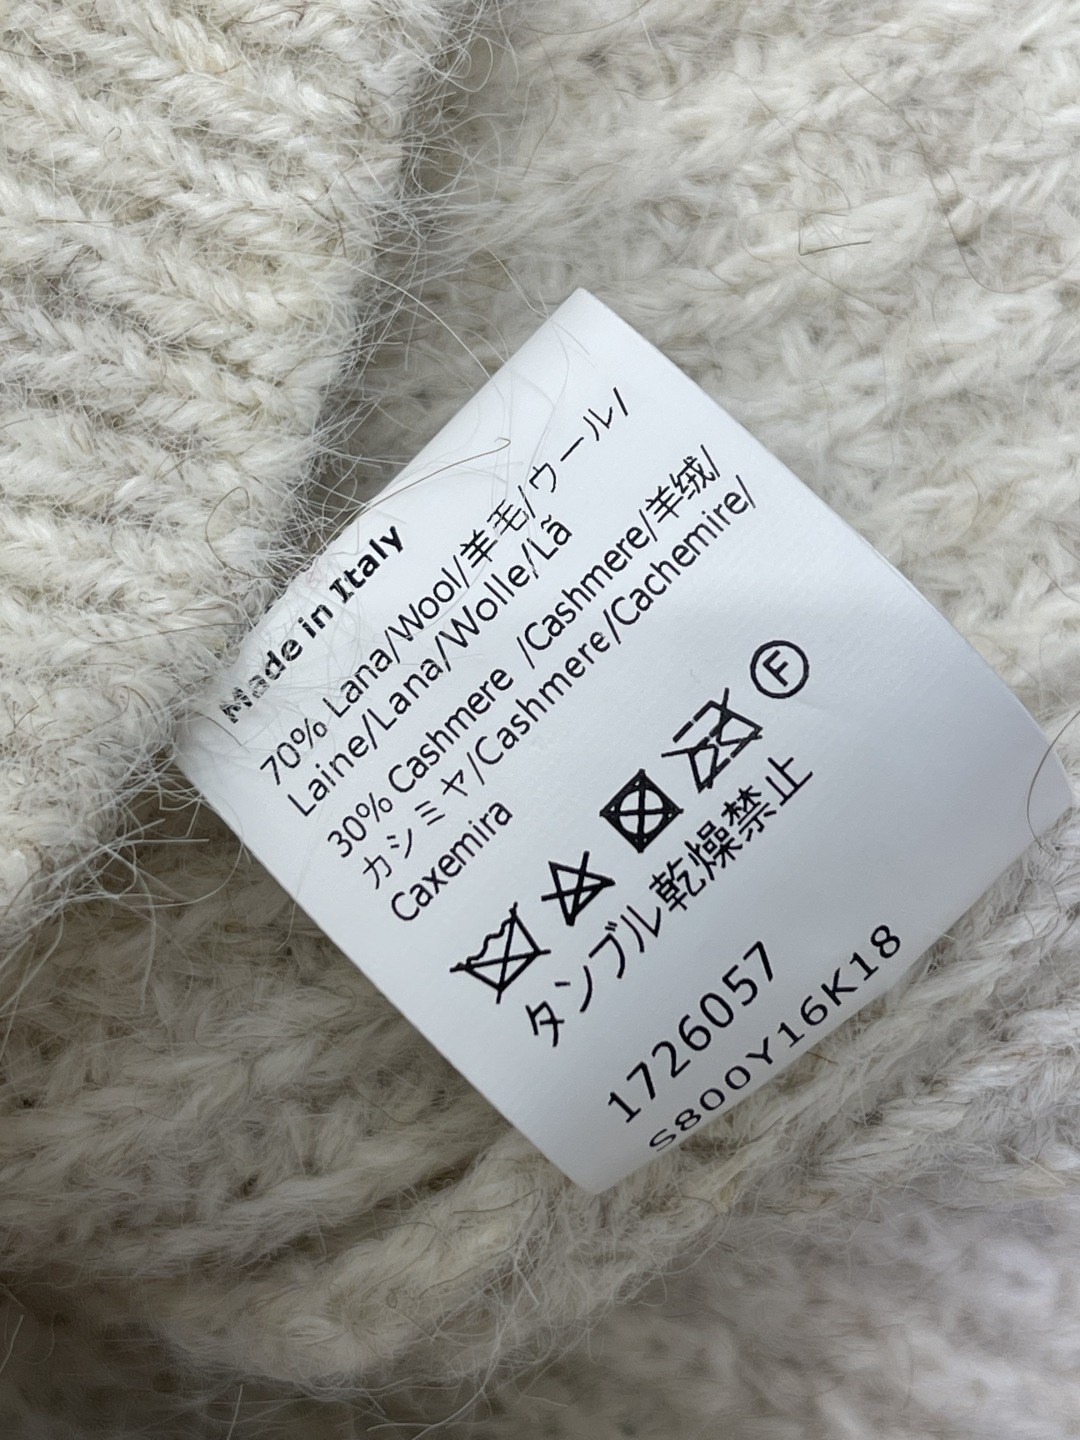 Made in Italy
70% Lana/Wool/羊毛/ウール/
Laine/Lana/Wolle/Lã
30% Cashmere /Cashmere/羊绒/
カシミヤ/Cashmere/Cachemire/
Caxemira
F
タンブル乾燥禁止
1726057
S800Y16K18